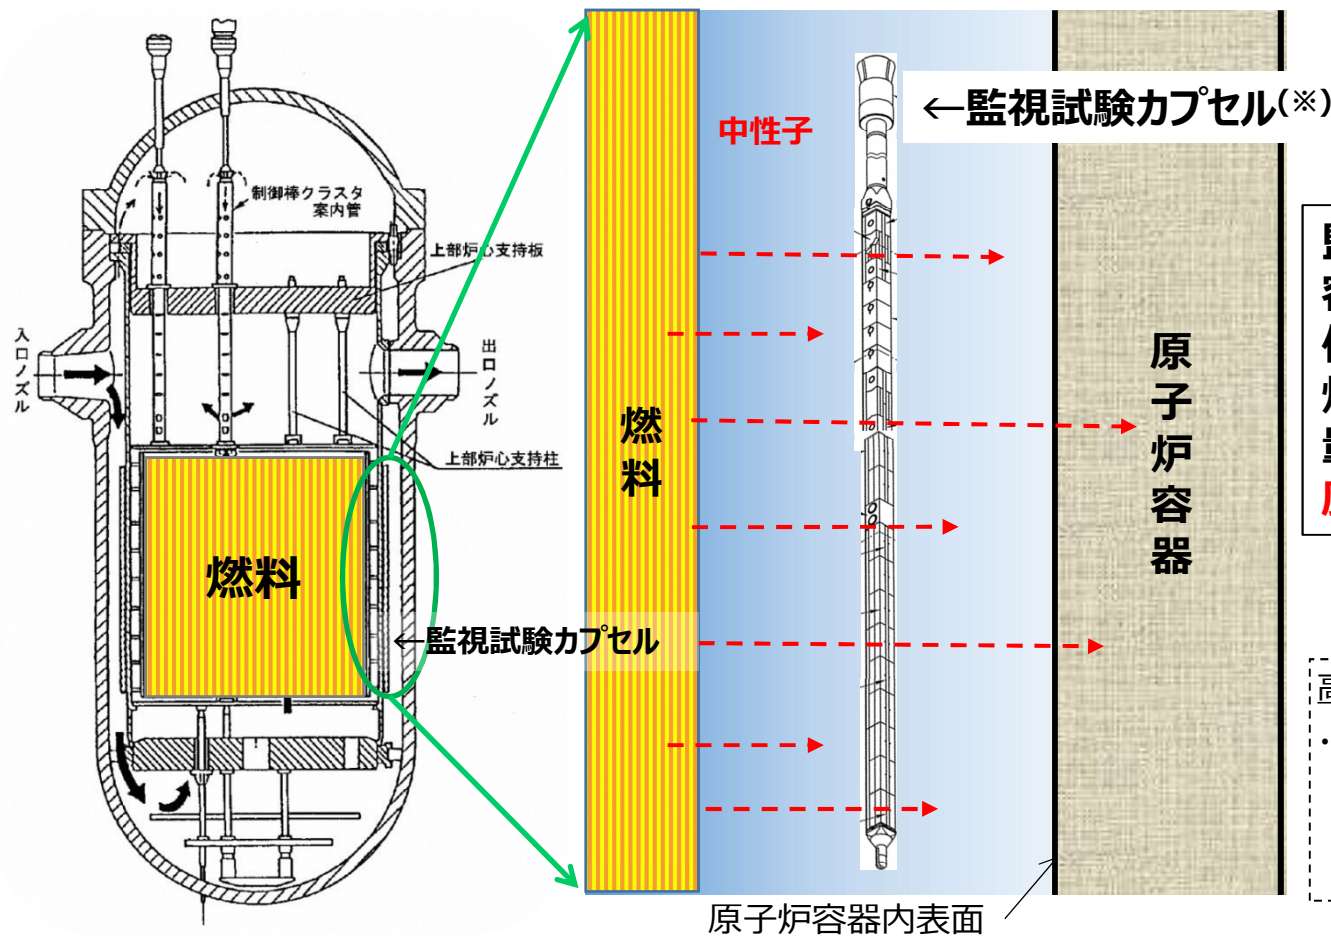 制御棒クラスタ
案内管
上部炉心支持板
入口ノズル
出口ノズル
上部炉心支持柱
燃料
←監視試験カプセル
中性子
←監視試験カプセル(※)
燃料
原子炉容器
原子炉容器内表面
高
・